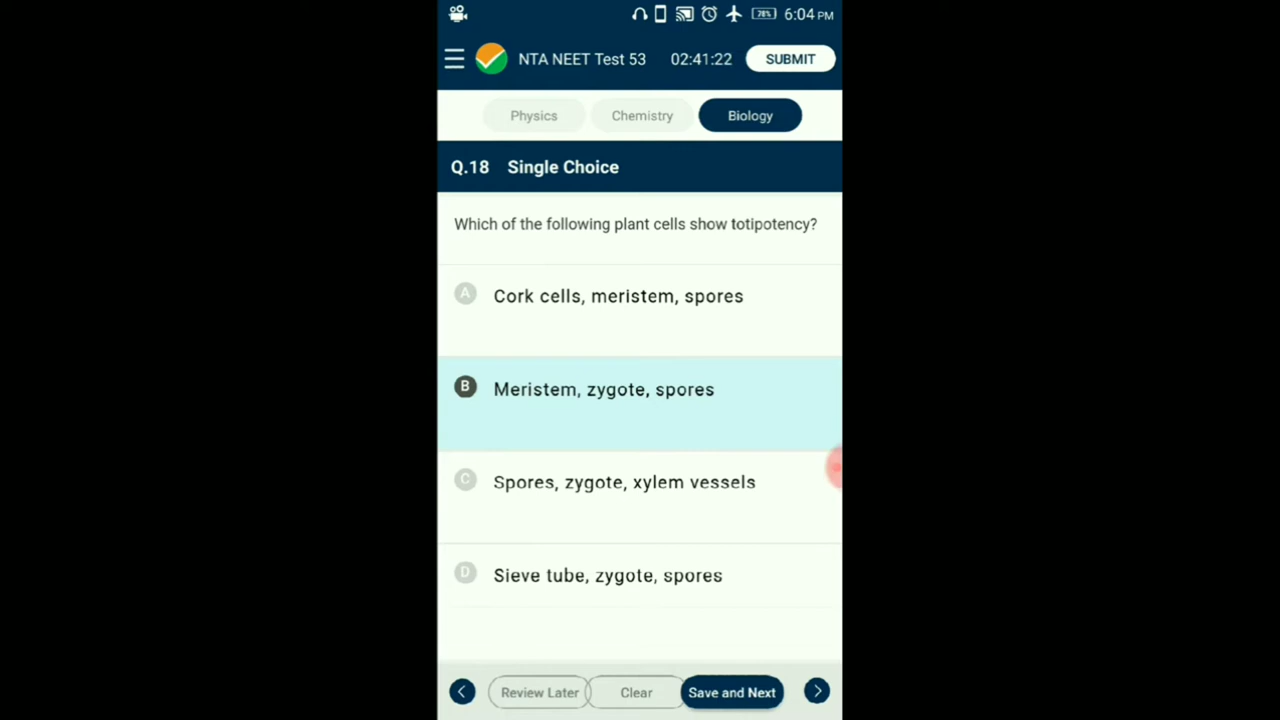 28% 6:04 PM
NTA NEET Test 53 02:41:22 SUBMIT
Physics Chemistry Biology
Q.18 Single Choice
Which of the following plant cells show totipotency?
A Cork cells, meristem, spores
B Meristem, zygote, spores
C Spores, zygote, xylem vessels
D Sieve tube, zygote, spores
Review Later Clear Save and Next